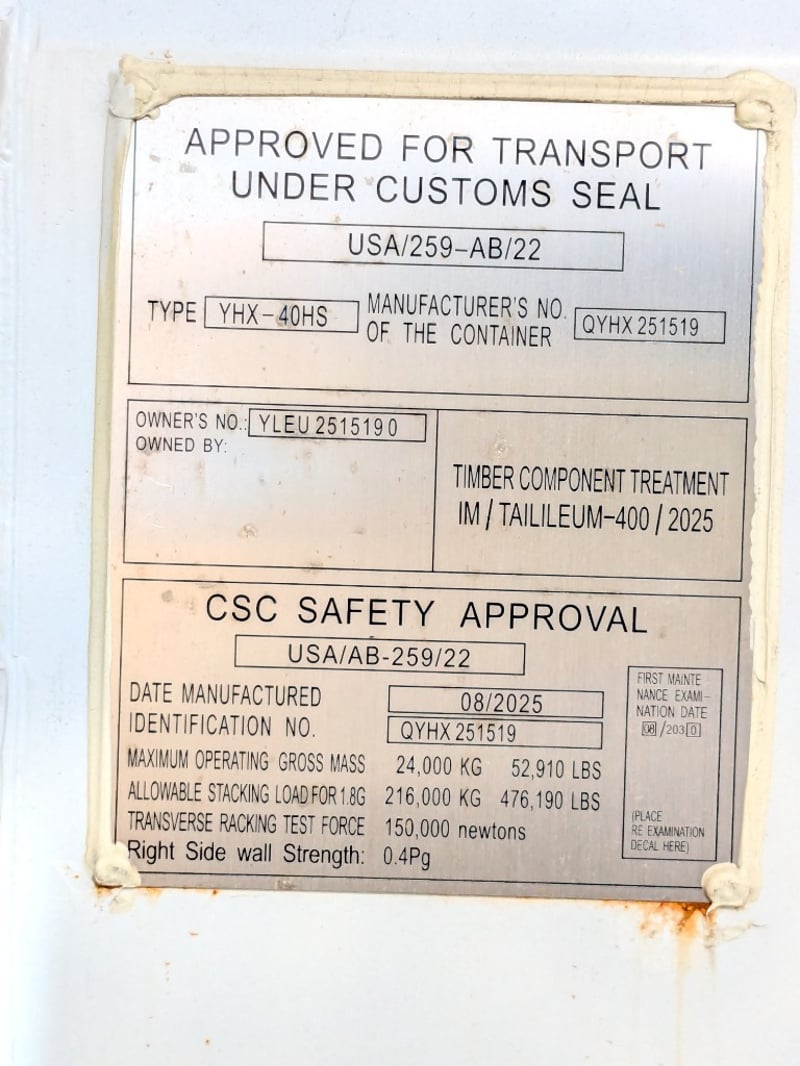 APPROVED FOR TRANSPORT
UNDER CUSTOMS SEAL
USA/259-AB/22
TYPE YHX-40HS MANUFACTURER'S NO.
OF THE CONTAINER QYHX 251519
OWNER'S NO.: YLEU 2515190
OWNED BY:
TIMBER COMPONENT TREATMENT
IM / TAILILEUM-400 / 2025
CSC SAFETY APPROVAL
USA/AB-259/22
DATE MANUFACTURED 08/2025
IDENTIFICATION NO. QYHX 251519
MAXIMUM OPERATING GROSS MASS 24,000 KG 52,910 LBS
ALLOWABLE STACKING LOAD FOR 1.8G 216,000 KG 476,190 LBS
TRANSVERSE RACKING TEST FORCE 150,000 newtons
Right Side wall Strength: 0.4Pg
FIRST MAINTE
NANCE EXAMI-
NATION DATE
08/2030
(PLACE
RE EXAMINATION
DECAL HERE)